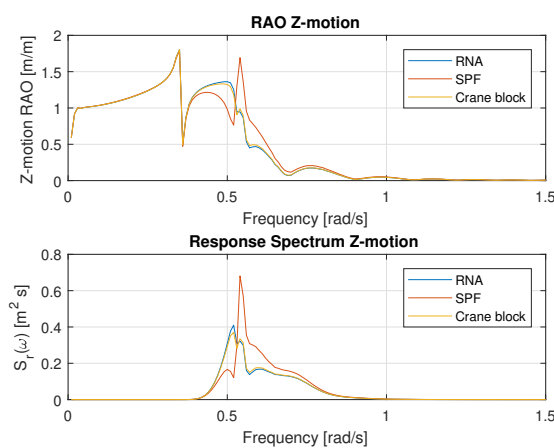 RAO Z-motion
Z-motion RAO [m/m]
2
1.5
1
0.5
0
RNA
SPF
Crane block
0
0.5
1
1.5
Frequency [rad/s]
Response Spectrum Z-motion
S_r(ω) [m² s]
0.8
0.6
0.4
0.2
0
RNA
SPF
Crane block
0
0.5
1
1.5
Frequency [rad/s]